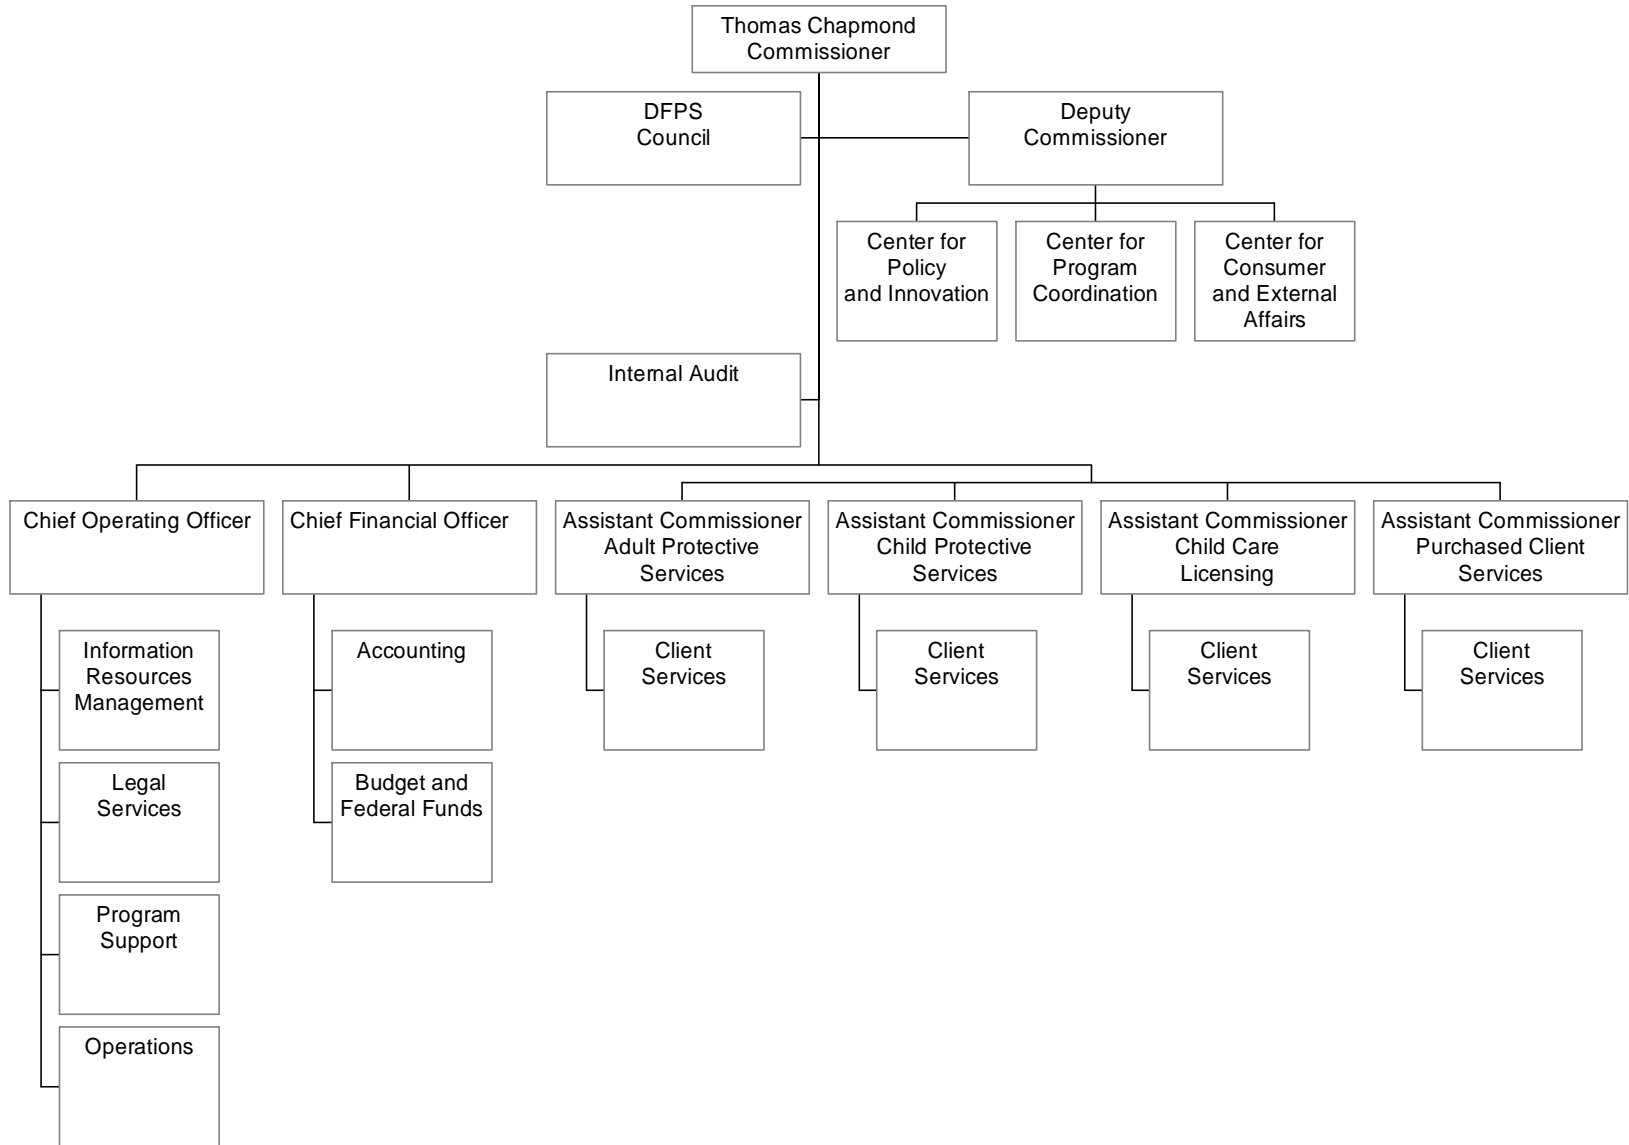 Thomas Chapmond
Commissioner
DFPS
Council
Deputy
Commissioner
Center for
Policy
and Innovation
Center for
Program
Coordination
Center for
Consumer
and External
Affairs
Internal Audit
Chief Operating Officer
Chief Financial Officer
Assistant Commissioner
Adult Protective
Services
Assistant Commissioner
Child Protective
Services
Assistant Commissioner
Child Care
Licensing
Assistant Commissioner
Purchased Client
Services
Information
Resources
Management
Accounting
Client
Services
Client
Services
Client
Services
Client
Services
Legal
Services
Budget and
Federal Funds
Program
Support
Operations